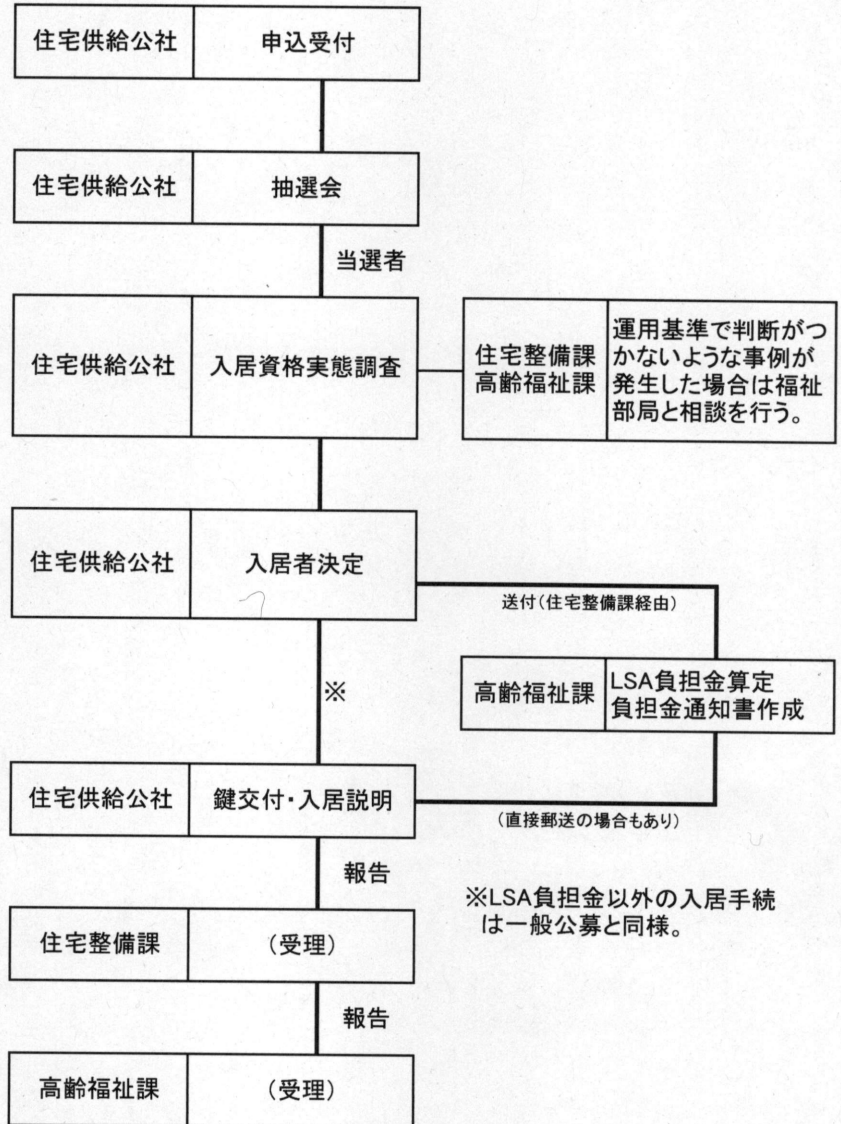 住宅供給公社 申込受付
住宅供給公社 抽選会
当選者
住宅供給公社 入居資格実態調査
住宅整備課
高齢福祉課
運用基準で判断がつ
かないような事例が
発生した場合は福祉
部局と相談を行う。
住宅供給公社 入居者決定
送付(住宅整備課経由)
※
高齢福祉課
LSA負担金算定
負担金通知書作成
住宅供給公社 鍵交付・入居説明
(直接郵送の場合もあり)
報告
※LSA負担金以外の入居手続
は一般公募と同様。
住宅整備課 (受理)
報告
高齢福祉課 (受理)